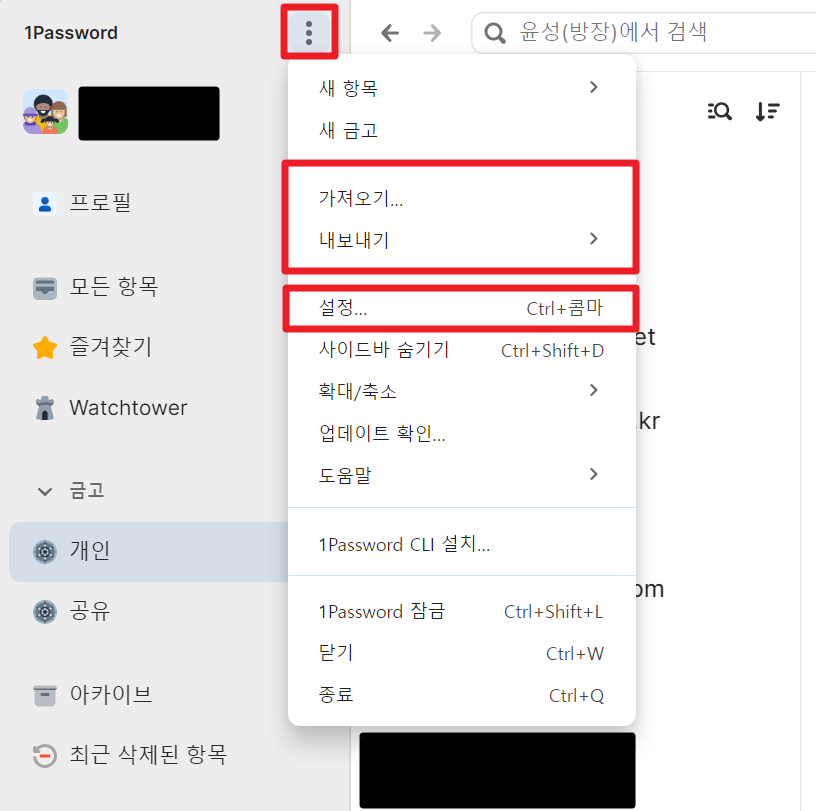 1Password
윤성(방장)에서 검색
새 항목
새 금고
프로필
가져오기...
내보내기
모든 항목
설정... Ctrl+콤마
즐겨찾기
사이드바 숨기기 Ctrl+Shift+D
et
확대/축소
Watchtower
.kr
업데이트 확인...
도움말
금고
1Password CLI 설치...
개인
om
공유
1Password 잠금 Ctrl+Shift+L
닫기 Ctrl+W
아카이브
종료 Ctrl+Q
최근 삭제된 항목